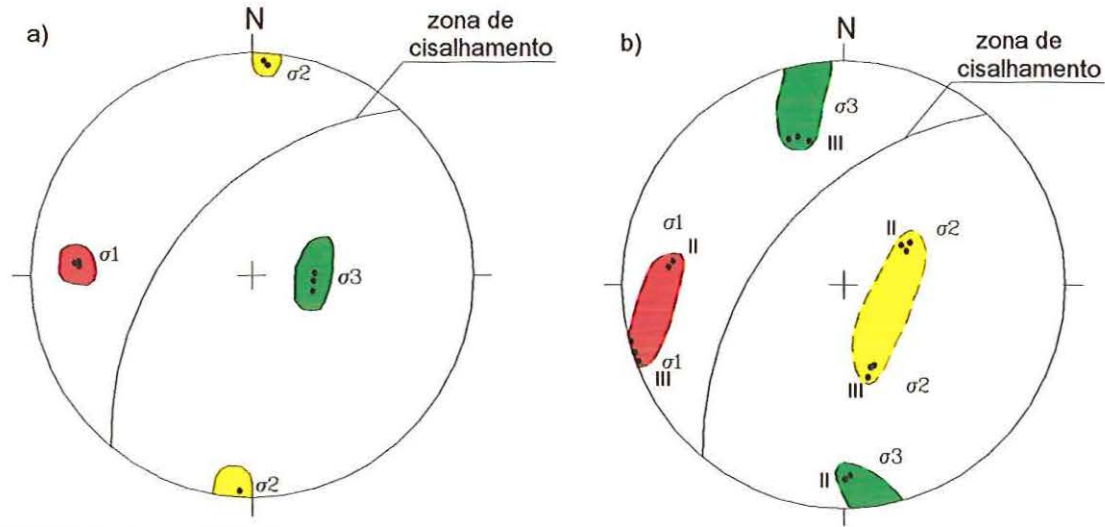 a)
N
zona de
cisalhamento
σ2
σ1
σ3
σ2
b)
N
zona de
cisalhamento
σ3
III
σ1
II
II
σ2
σ1
III
III
σ2
II
σ3